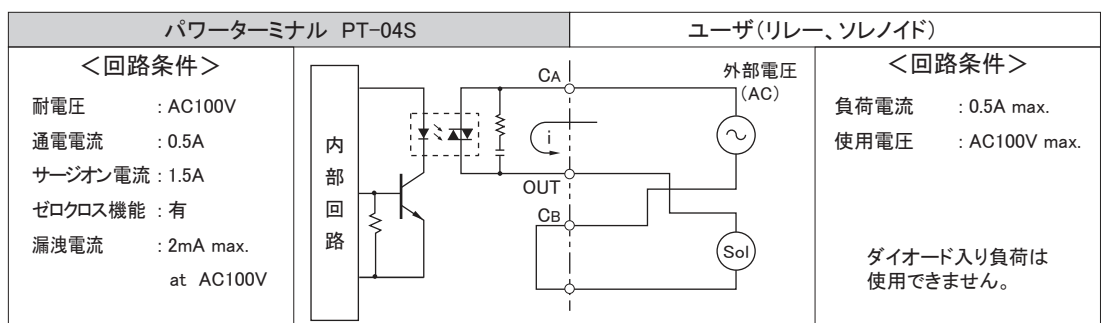 パワーターミナル PT-04S
ユーザ(リレー、ソレノイド)
＜回路条件＞
耐電圧 : AC100V
通電電流 : 0.5A
サージオン電流 : 1.5A
ゼロクロス機能 : 有
漏洩電流 : 2mA max.
at AC100V
内部回路
CA
i
OUT
CB
外部電圧
(AC)
Sol
＜回路条件＞
負荷電流 : 0.5A max.
使用電圧 : AC100V max.
ダイオード入り負荷は
使用できません。